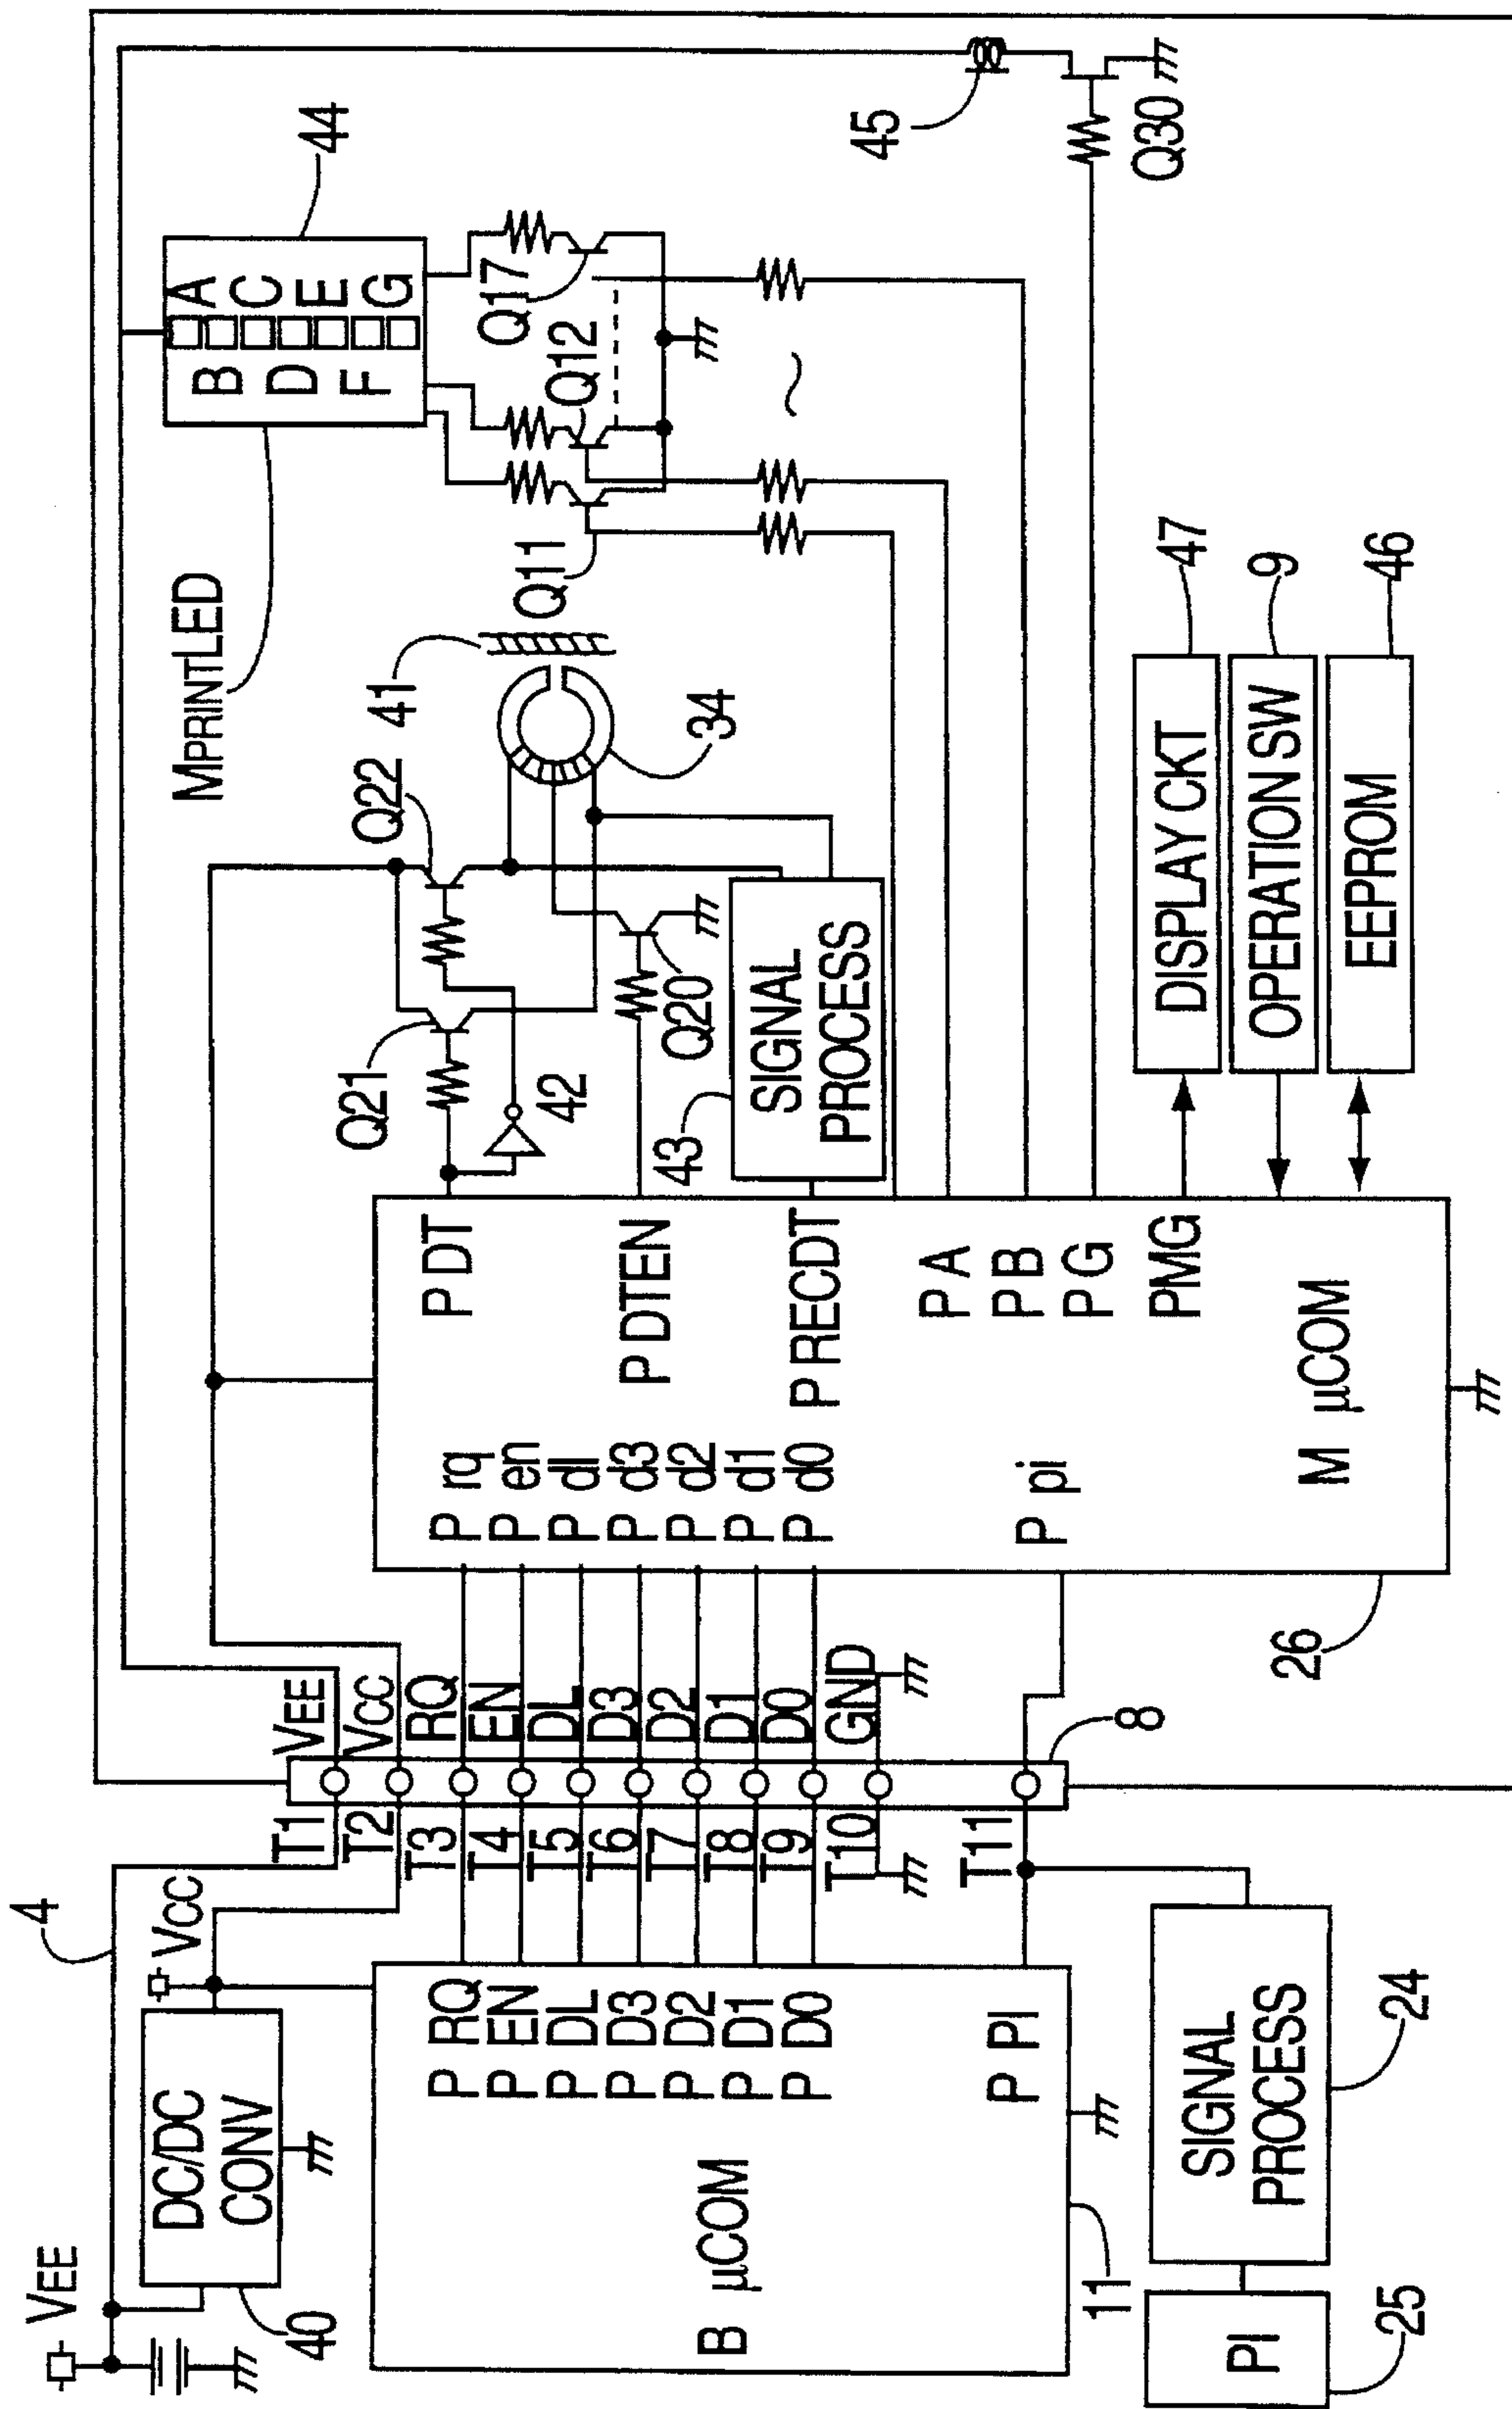 4
VEE
VCC
DC/DC
CONV
40
B μCOM
P RQ
P EN
P DL
P D3
P D2
P D1
P D0
P PI
11
PI
25
SIGNAL
PROCESS
24
T1
T2
T3
T4
T5
T6
T7
T8
T9
T10
T11
VEE
VCC
RQ
EN
DL
D3
D2
D1
D0
GND
8
P rq
P en
P dl
P d3
P d2
P d1
P d0
P pi
M μCOM
26
P DT
P DTEN
P RECDT
P A
P B
P G
PMG
Q21
42
Q22
Q20
43
SIGNAL
PROCESS
41
34
MPRINTLED
44
A
B
C
D
E
F
G
Q11
Q12
Q17
45
Q30
DISPLAY CKT
47
OPERATION SW
9
EEPROM
46